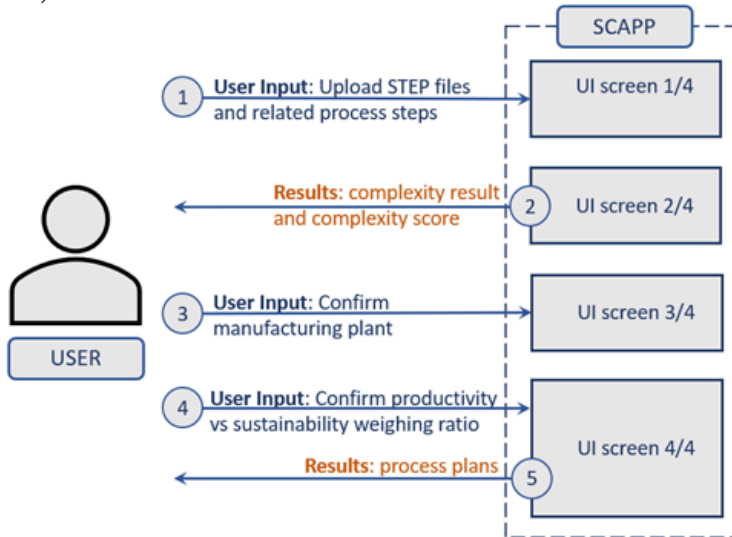 SCAPP
1
User Input: Upload STEP files
and related process steps
UI screen 1/4
Results: complexity result
and complexity score
2
UI screen 2/4
3
User Input: Confirm
manufacturing plant
UI screen 3/4
USER
4
User Input: Confirm productivity
vs sustainability weighing ratio
UI screen 4/4
Results: process plans
5